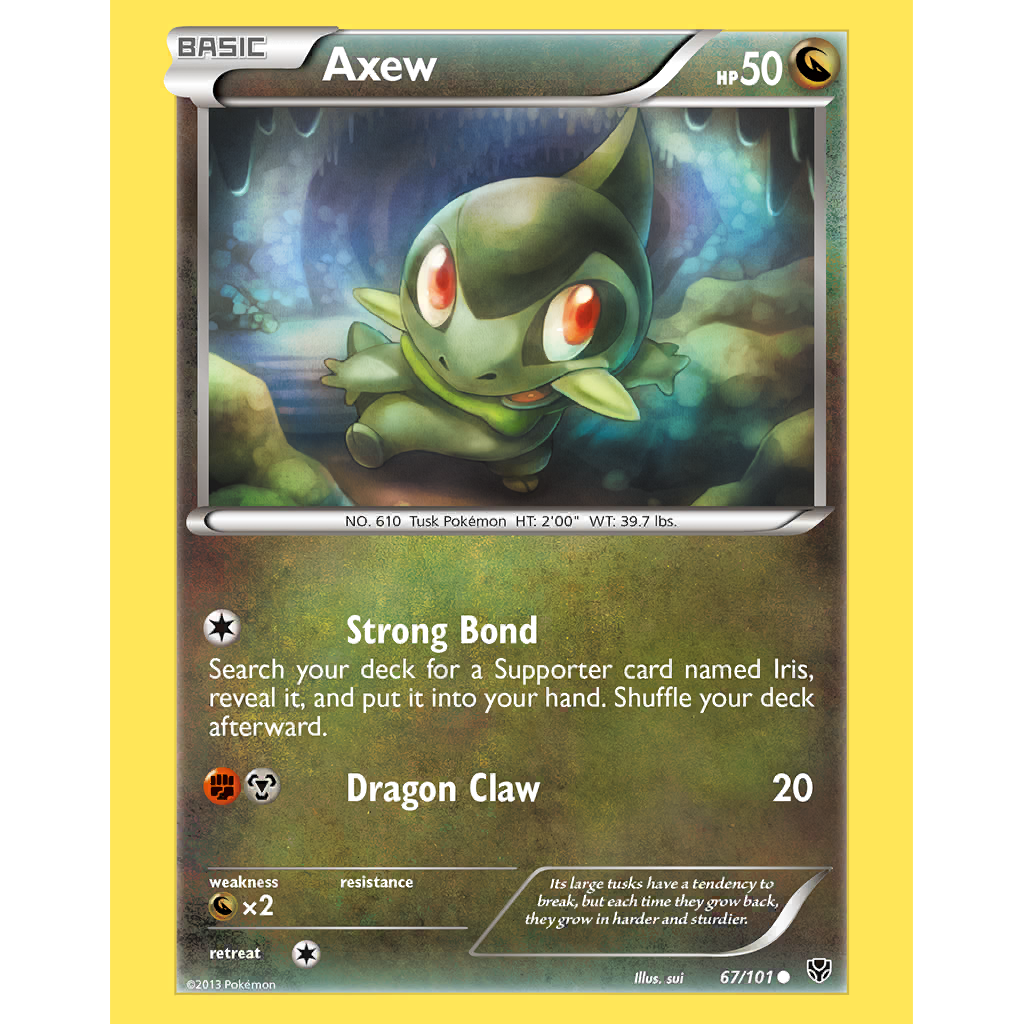 BASIC
Axew
HP50
NO. 610 Tusk Pokémon HT: 2'00" WT: 39.7 lbs.
Strong Bond
Search your deck for a Supporter card named Iris,
reveal it, and put it into your hand. Shuffle your deck
afterward.
Dragon Claw 20
weakness resistance
×2
Its large tusks have a tendency to
break, but each time they grow back,
they grow in harder and sturdier.
retreat
Illus. sui 67/101
©2013 Pokémon